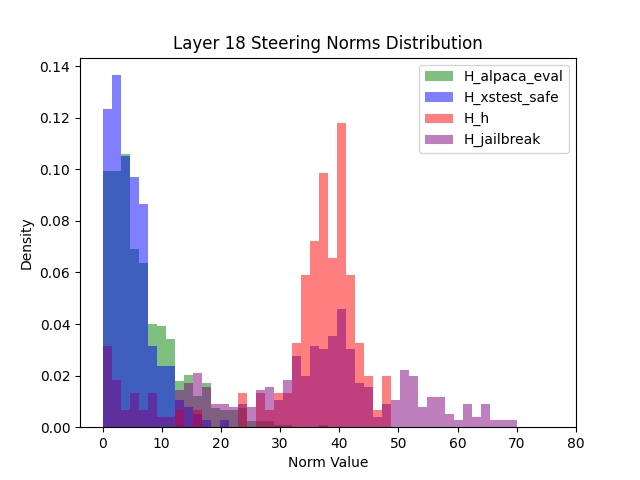 Layer 18 Steering Norms Distribution
H_alpaca_eval
H_xstest_safe
H_h
H_jailbreak
Density
0.14
0.12
0.10
0.08
0.06
0.04
0.02
0.00
0 10 20 30 40 50 60 70 80
Norm Value